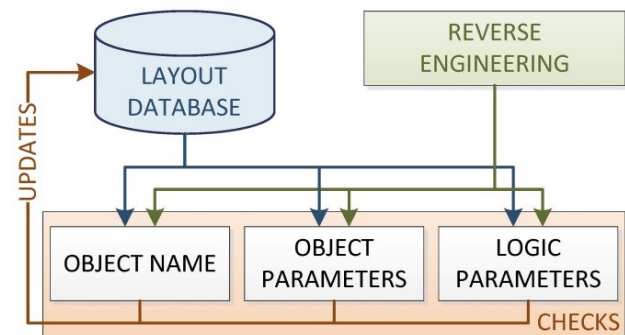 LAYOUT
DATABASE
REVERSE
ENGINEERING
UPDATES
OBJECT NAME
OBJECT
PARAMETERS
LOGIC
PARAMETERS
CHECKS